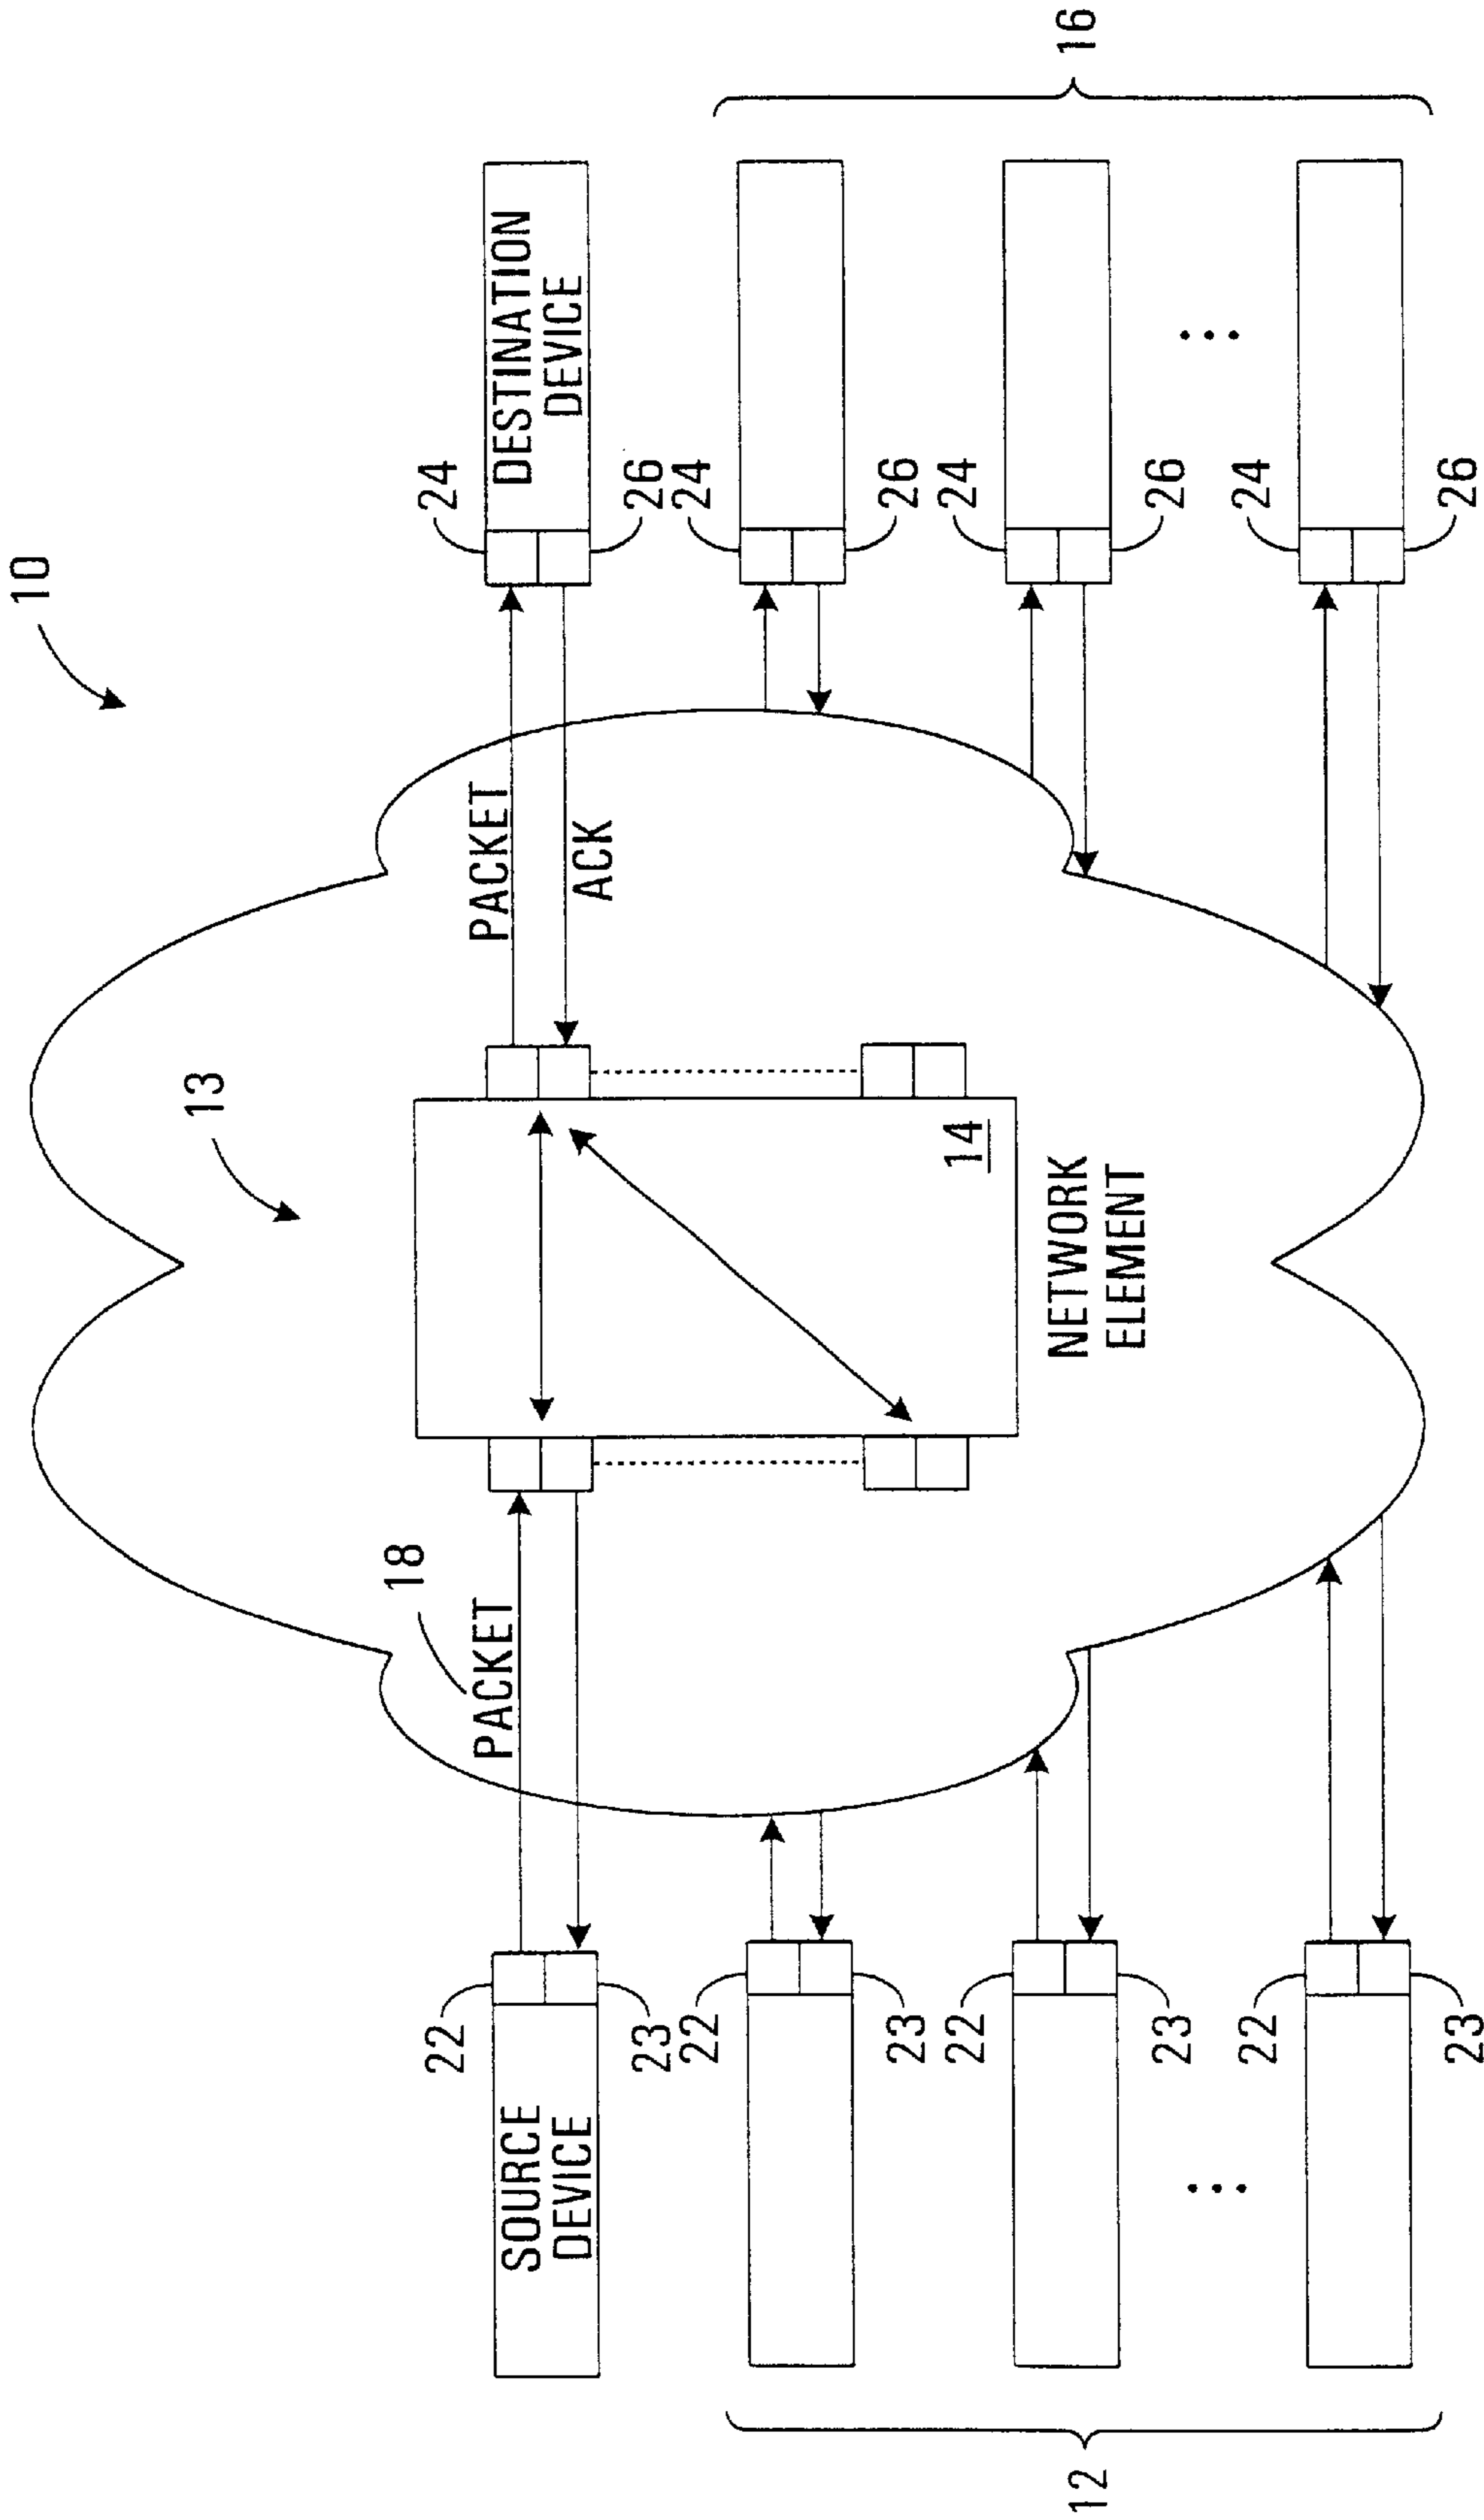 10
13
18
PACKET
PACKET
ACK
22
SOURCE
DEVICE
23
24
DESTINATION
DEVICE
26
22
23
24
26
14
NETWORK
ELEMENT
22
23
24
26
22
23
24
26
12
16